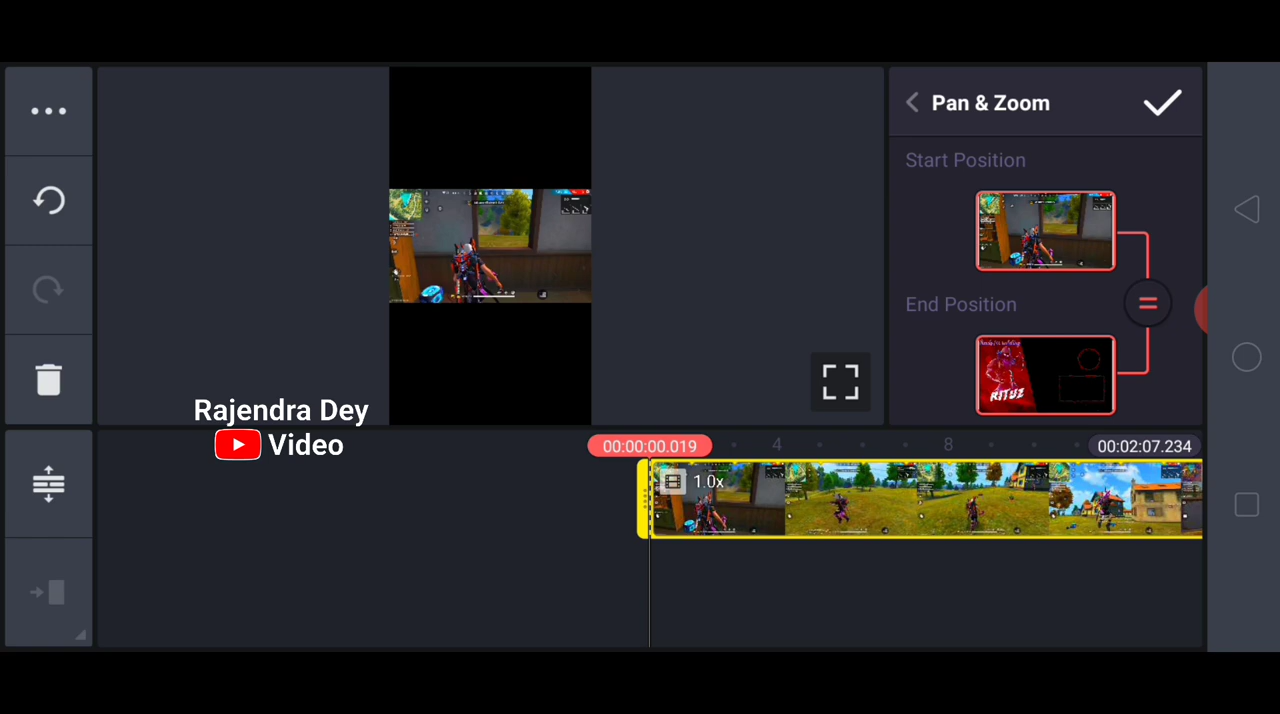 Pan & Zoom
Start Position
End Position
RITUZ
Rajendra Dey
Video
00:00:00.019
4
8
00:02:07.234
1.0x